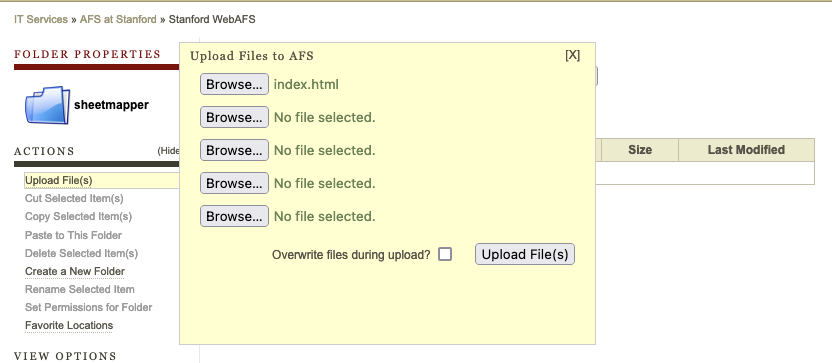 IT Services » AFS at Stanford » Stanford WebAFS
FOLDER PROPERTIES
sheetmapper
ACTIONS
(Hide
Upload File(s)
Cut Selected Item(s)
Copy Selected Item(s)
Paste to This Folder
Delete Selected Item(s)
Create a New Folder
Rename Selected Item
Set Permissions for Folder
Favorite Locations
VIEW OPTIONS
Upload Files to AFS [X]
Browse... index.html
Browse... No file selected.
Browse... No file selected.
Browse... No file selected.
Browse... No file selected.
Overwrite files during upload? Upload File(s)
Size Last Modified